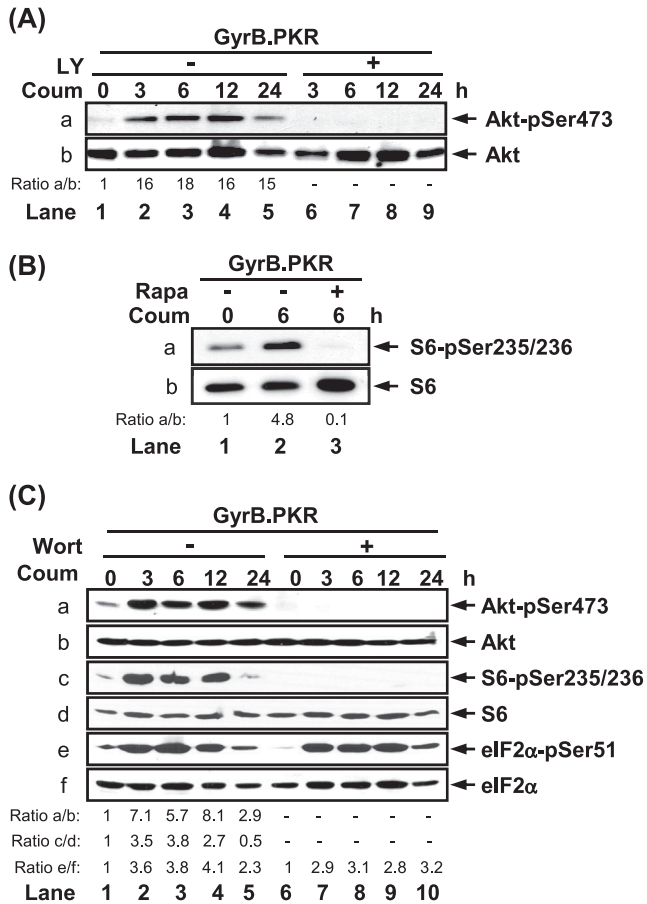 (A)
GyrB.PKR
LY - +
Coum 0 3 6 12 24 3 6 12 24 h
a Akt-pSer473
b Akt
Ratio a/b: 1 16 18 16 15 - - - -
Lane 1 2 3 4 5 6 7 8 9
(B)
GyrB.PKR
Rapa - - +
Coum 0 6 6 h
a S6-pSer235/236
b S6
Ratio a/b: 1 4.8 0.1
Lane 1 2 3
(C)
GyrB.PKR
Wort - +
Coum 0 3 6 12 24 0 3 6 12 24 h
a Akt-pSer473
b Akt
c S6-pSer235/236
d S6
e eIF2α-pSer51
f eIF2α
Ratio a/b: 1 7.1 5.7 8.1 2.9 - - - - -
Ratio c/d: 1 3.5 3.8 2.7 0.5 - - - - -
Ratio e/f: 1 3.6 3.8 4.1 2.3 1 2.9 3.1 2.8 3.2
Lane 1 2 3 4 5 6 7 8 9 10